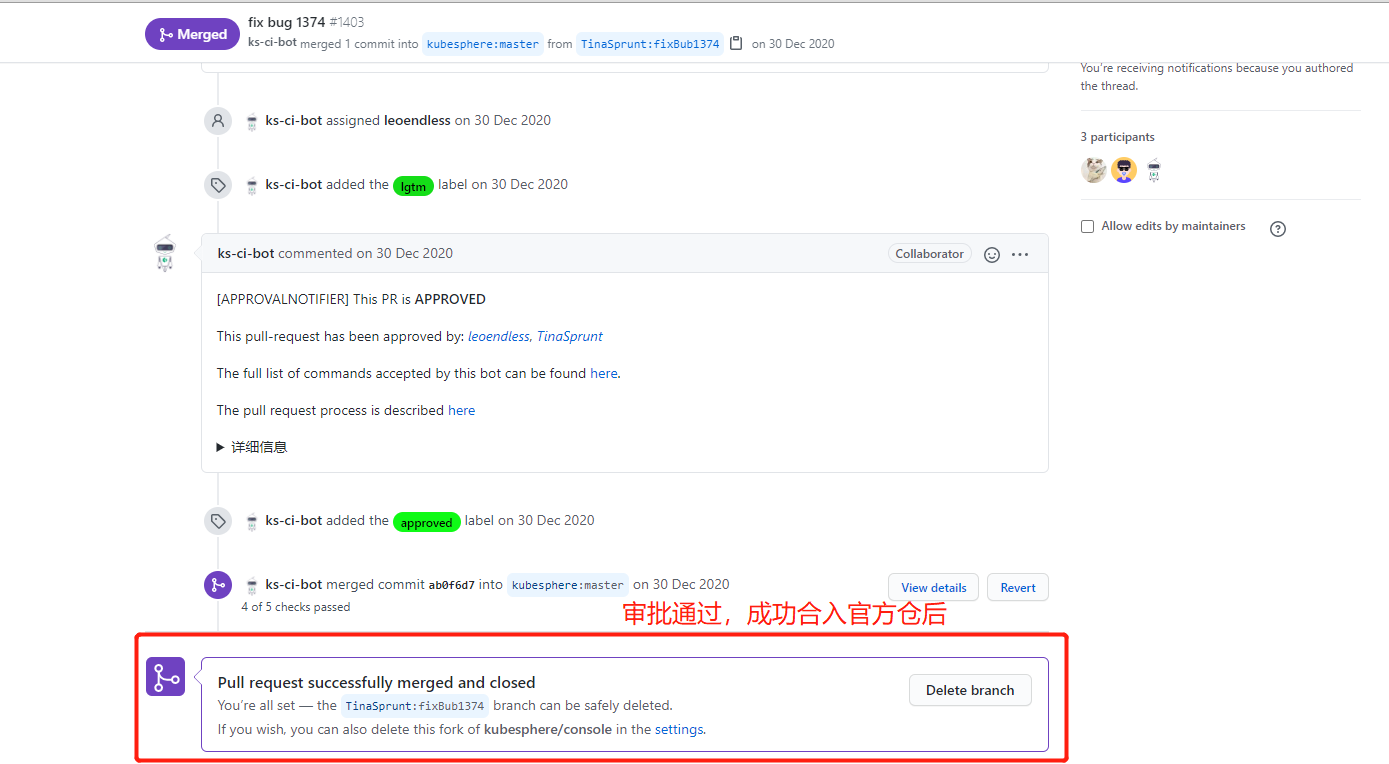 Merged
fix bug 1374 #1403
ks-ci-bot merged 1 commit into kubesphere:master from TinaSprunt:fixBub1374 on 30 Dec 2020
You're receiving notifications because you authored
the thread.
ks-ci-bot assigned leoendless on 30 Dec 2020
3 participants
ks-ci-bot added the lgtm label on 30 Dec 2020
Allow edits by maintainers
ks-ci-bot commented on 30 Dec 2020
Collaborator
[APPROVALNOTIFIER] This PR is APPROVED
This pull-request has been approved by: leoendless, TinaSprunt
The full list of commands accepted by this bot can be found here.
The pull request process is described here
详细信息
ks-ci-bot added the approved label on 30 Dec 2020
ks-ci-bot merged commit ab0f6d7 into kubesphere:master on 30 Dec 2020
View details
Revert
4 of 5 checks passed
审批通过，成功合入官方仓后
Pull request successfully merged and closed
You're all set — the TinaSprunt:fixBub1374 branch can be safely deleted.
If you wish, you can also delete this fork of kubesphere/console in the settings.
Delete branch